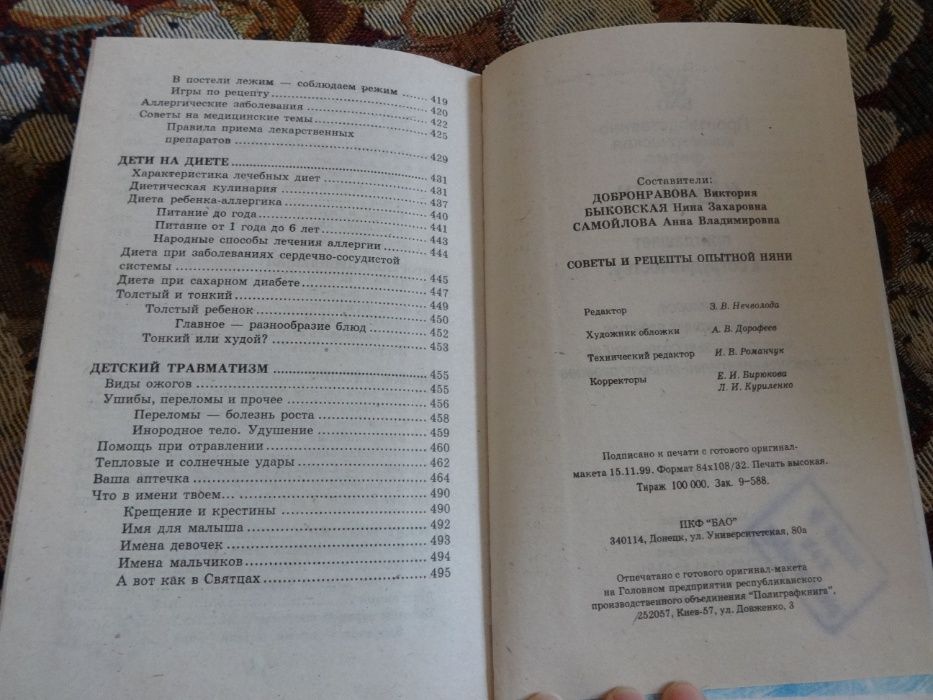 В постели лежим — соблюдаем режим ...... 419
Игры по рецепту ...... 420
Аллергические заболевания ...... 422
Советы на медицинские темы ...... 425
Правила приема лекарственных
препаратов ...... 429
ДЕТИ НА ДИЕТЕ ...... 431
Характеристика лечебных диет ...... 431
Диетическая кулинария ...... 437
Диета ребенка-аллергика ...... 440
Питание до года ...... 441
Питание от 1 года до 6 лет ...... 443
Народные способы лечения аллергии ...... 444
Диета при заболеваниях сердечно-сосудистой
системы ...... 445
Диета при сахарном диабете ...... 447
Толстый и тонкий ...... 449
Толстый ребенок ...... 450
Главное — разнообразие блюд ...... 452
Тонкий или худой? ...... 453
ДЕТСКИЙ ТРАВМАТИЗМ ...... 455
Виды ожогов ...... 455
Ушибы, переломы и прочее ...... 456
Переломы — болезнь роста ...... 458
Инородное тело. Удушение ...... 459
Помощь при отравлении ...... 460
Тепловые и солнечные удары ...... 462
Ваша аптечка ...... 464
Что в имени твоем... ...... 490
Крещение и крестины ...... 490
Имя для малыша ...... 492
Имена девочек ...... 493
Имена мальчиков ...... 494
А вот как в Святцах ...... 495
Составители:
ДОБРОНРАВОВА Виктория
БЫКОВСКАЯ Нина Захаровна
САМОЙЛОВА Анна Владимировна
СОВЕТЫ И РЕЦЕПТЫ ОПЫТНОЙ НЯНИ
Редактор З. В. Нечволода
Художник обложки А. В. Дорофеев
Технический редактор И. В. Романчук
Корректоры Е. И. Бирюкова
Л. И. Куриленко
Подписано к печати с готового оригинал-
макета 15.11.99. Формат 84х108/32. Печать высокая.
Тираж 100 000. Зак. 9–588.
ПКФ "БАО"
340114, Донецк, ул. Университетская, 80а
Отпечатано с готового оригинал-макета
на Головном предприятии республиканского
производственного объединения "Полиграфкнига",
252057, Киев-57, ул. Довженко, 3